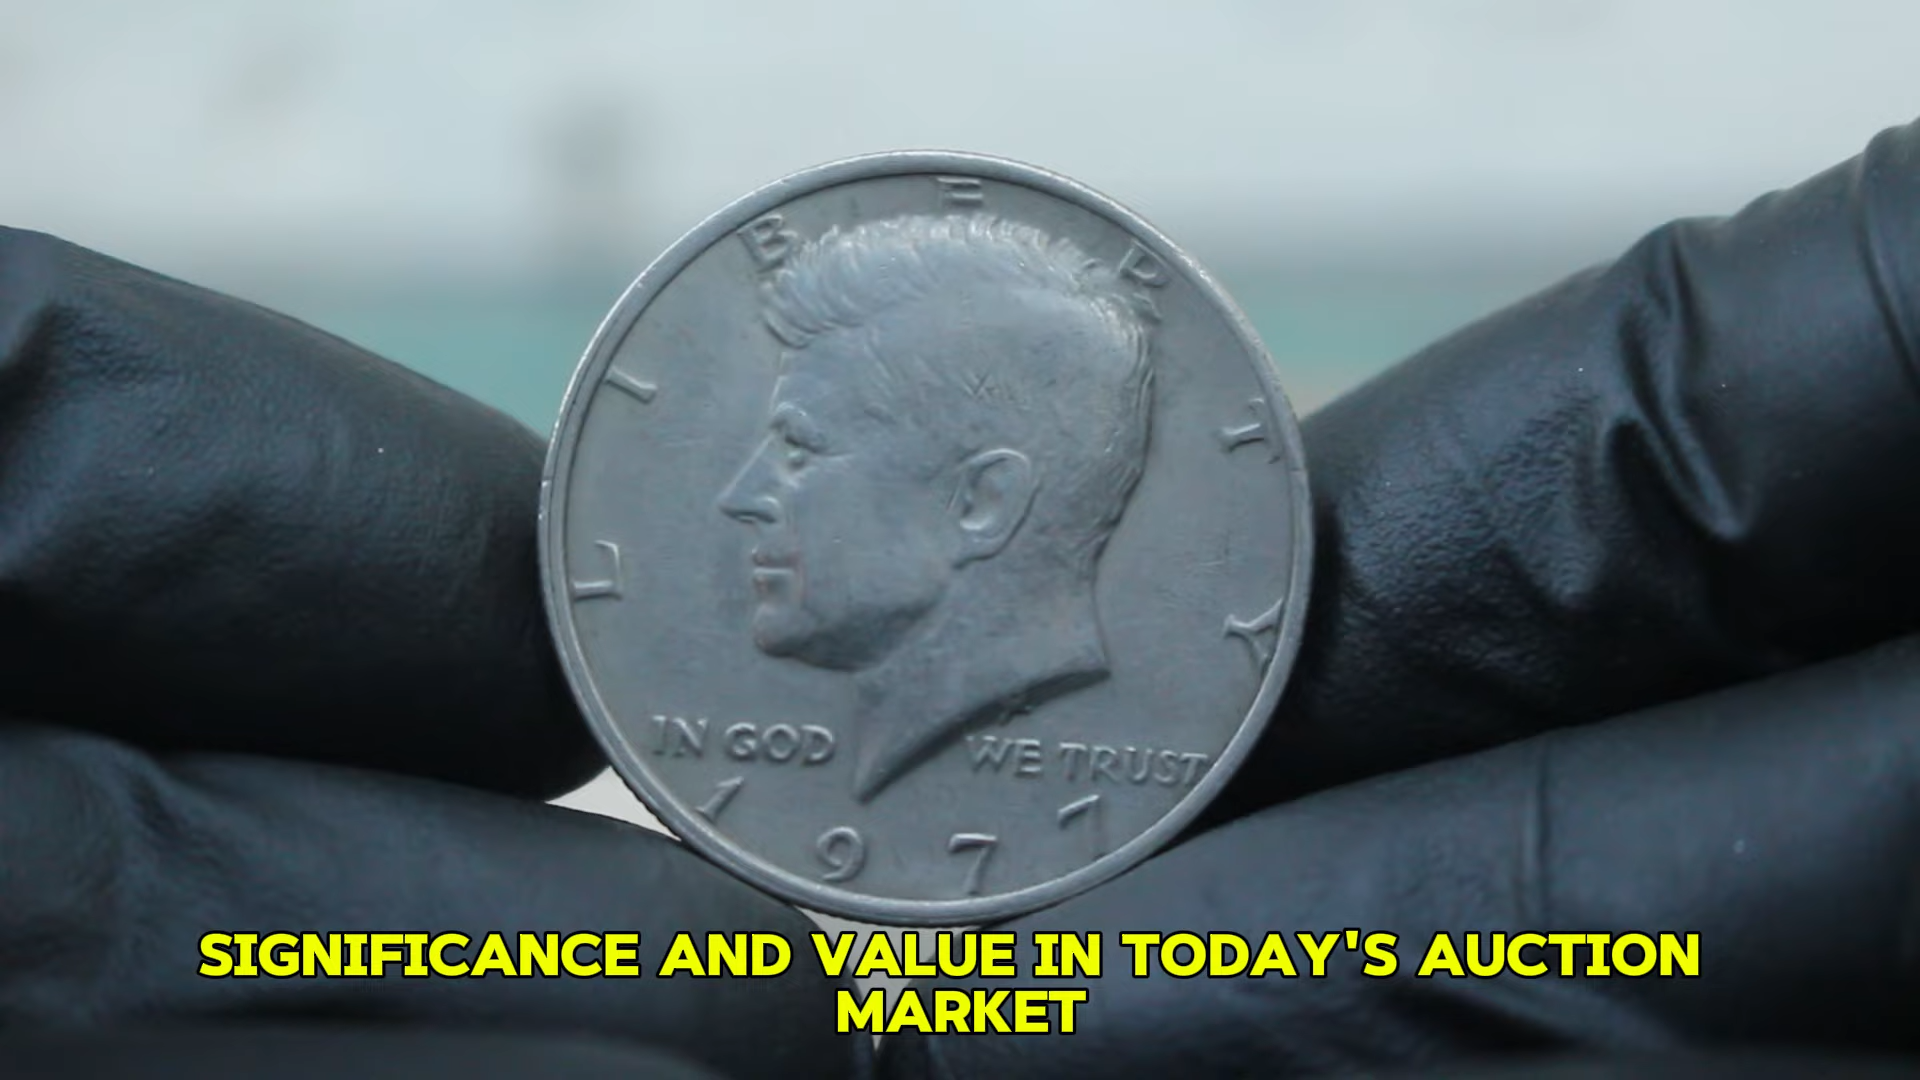 LIBERTY
IN GOD WE TRUST
1977
SIGNIFICANCE AND VALUE IN TODAY'S AUCTION
MARKET